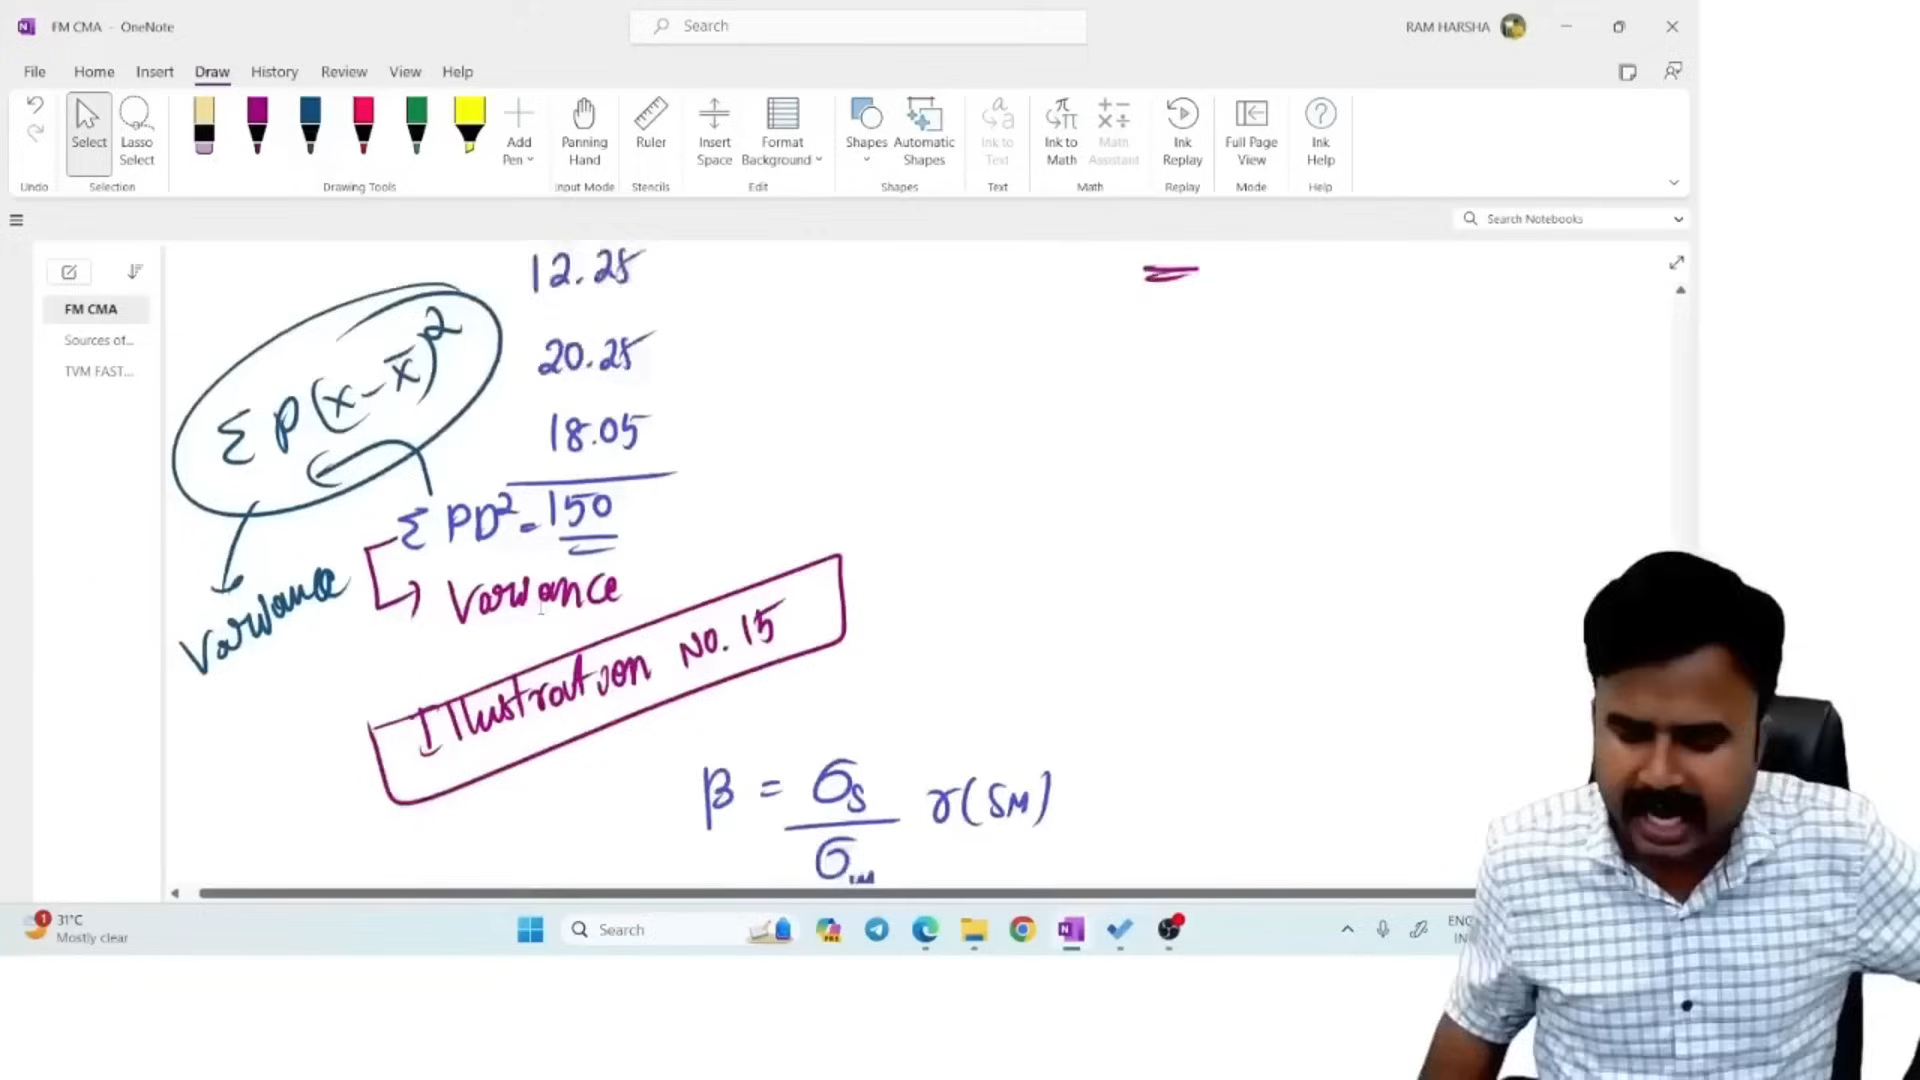 FM CMA - OneNote
Search
RAM HARSHA
File Home Insert Draw History Review View Help
Select
Lasso Select
Add Pen
Panning Hand
Ruler
Insert Space
Format Background
Shapes
Automatic Shapes
Ink to Text
Ink to Math
Math Assistant
Ink Replay
Full Page View
Ink Help
Undo Selection Drawing Tools Input Mode Stencils Edit Shapes Text Math Replay Mode Help
Search Notebooks
FM CMA
Sources of...
TVM FAST...
12.25
20.25
18.05
Σ P(x-x̄)²
Σ PD² = 150
Variance
Variance
Illustration No. 15
β = σs / σm r(SM)
1
31°C
Mostly clear
Search
PRE
ENG
IN